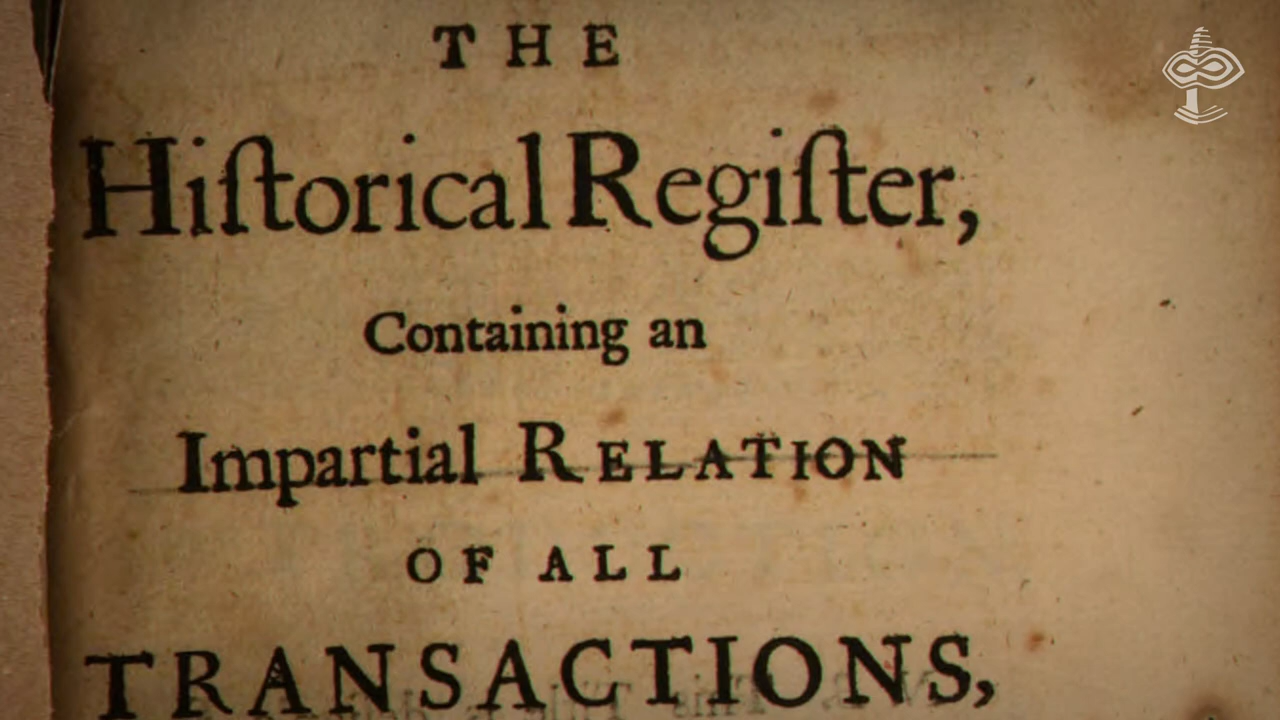 THE
Hiſtorical Regiſter,
Containing an
Impartial RELATION
OF ALL
TRANSACTIONS,